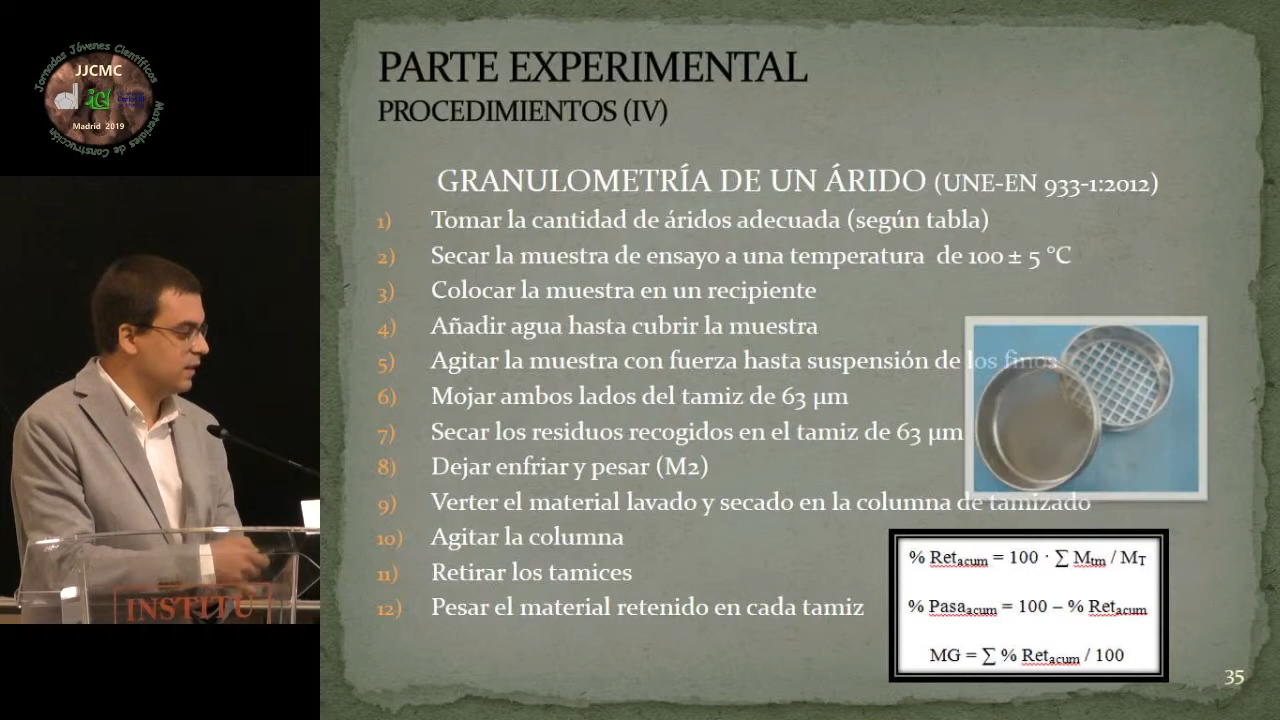 Jornadas Jóvenes Científicos
JJCMC
Madrid 2019
Materiales de Construcción
PARTE EXPERIMENTAL
PROCEDIMIENTOS (IV)
GRANULOMETRÍA DE UN ÁRIDO (UNE-EN 933-1:2012)
1) Tomar la cantidad de áridos adecuada (según tabla)
2) Secar la muestra de ensayo a una temperatura de 100 ± 5 °C
3) Colocar la muestra en un recipiente
4) Añadir agua hasta cubrir la muestra
5) Agitar la muestra con fuerza hasta suspensión de los finos
6) Mojar ambos lados del tamiz de 63 µm
7) Secar los residuos recogidos en el tamiz de 63 µm
8) Dejar enfriar y pesar (M2)
9) Verter el material lavado y secado en la columna de tamizado
10) Agitar la columna
11) Retirar los tamices
12) Pesar el material retenido en cada tamiz
% Retacum = 100 · ∑ Mtm / MT
% Pasaacum = 100 – % Retacum
MG = ∑ % Retacum / 100
35
INSTITU